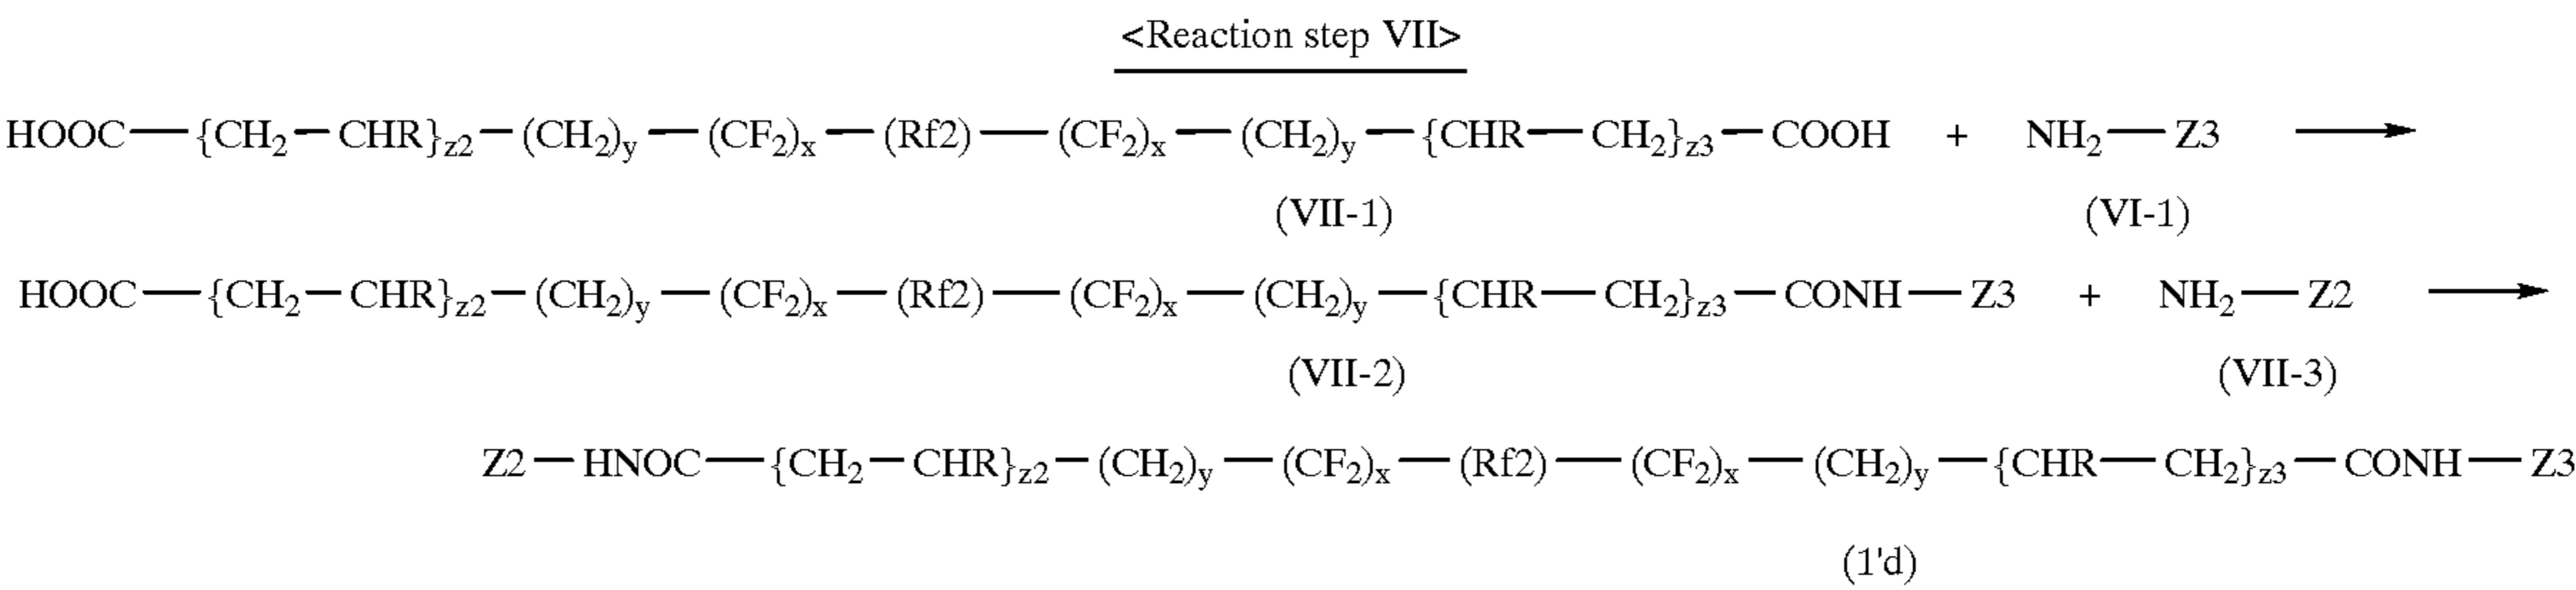 <Reaction step VII>
HOOC—{CH₂—CHR}z2—(CH₂)y—(CF₂)x—(Rf2)—(CF₂)x—(CH₂)y—{CHR—CH₂}z3—COOH + NH₂—Z3 ⟶
(VII-1) (VI-1)
HOOC—{CH₂—CHR}z2—(CH₂)y—(CF₂)x—(Rf2)—(CF₂)x—(CH₂)y—{CHR—CH₂}z3—CONH—Z3 + NH₂—Z2 ⟶
(VII-2) (VII-3)
Z2—HNOC—{CH₂—CHR}z2—(CH₂)y—(CF₂)x—(Rf2)—(CF₂)x—(CH₂)y—{CHR—CH₂}z3—CONH—Z3
(1'd)